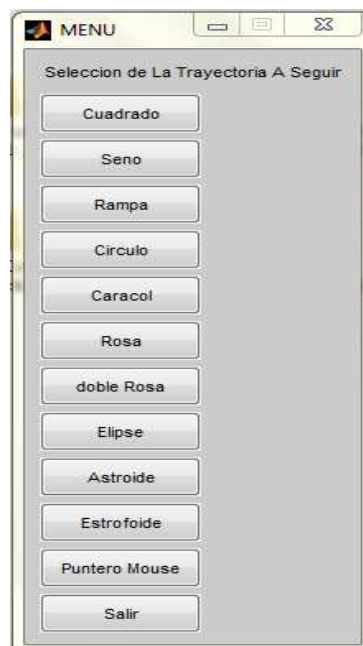 MENU
Seleccion de La Trayectoria A Seguir
Cuadrado
Seno
Rampa
Circulo
Caracol
Rosa
doble Rosa
Elipse
Astroide
Estrofoide
Puntero Mouse
Salir